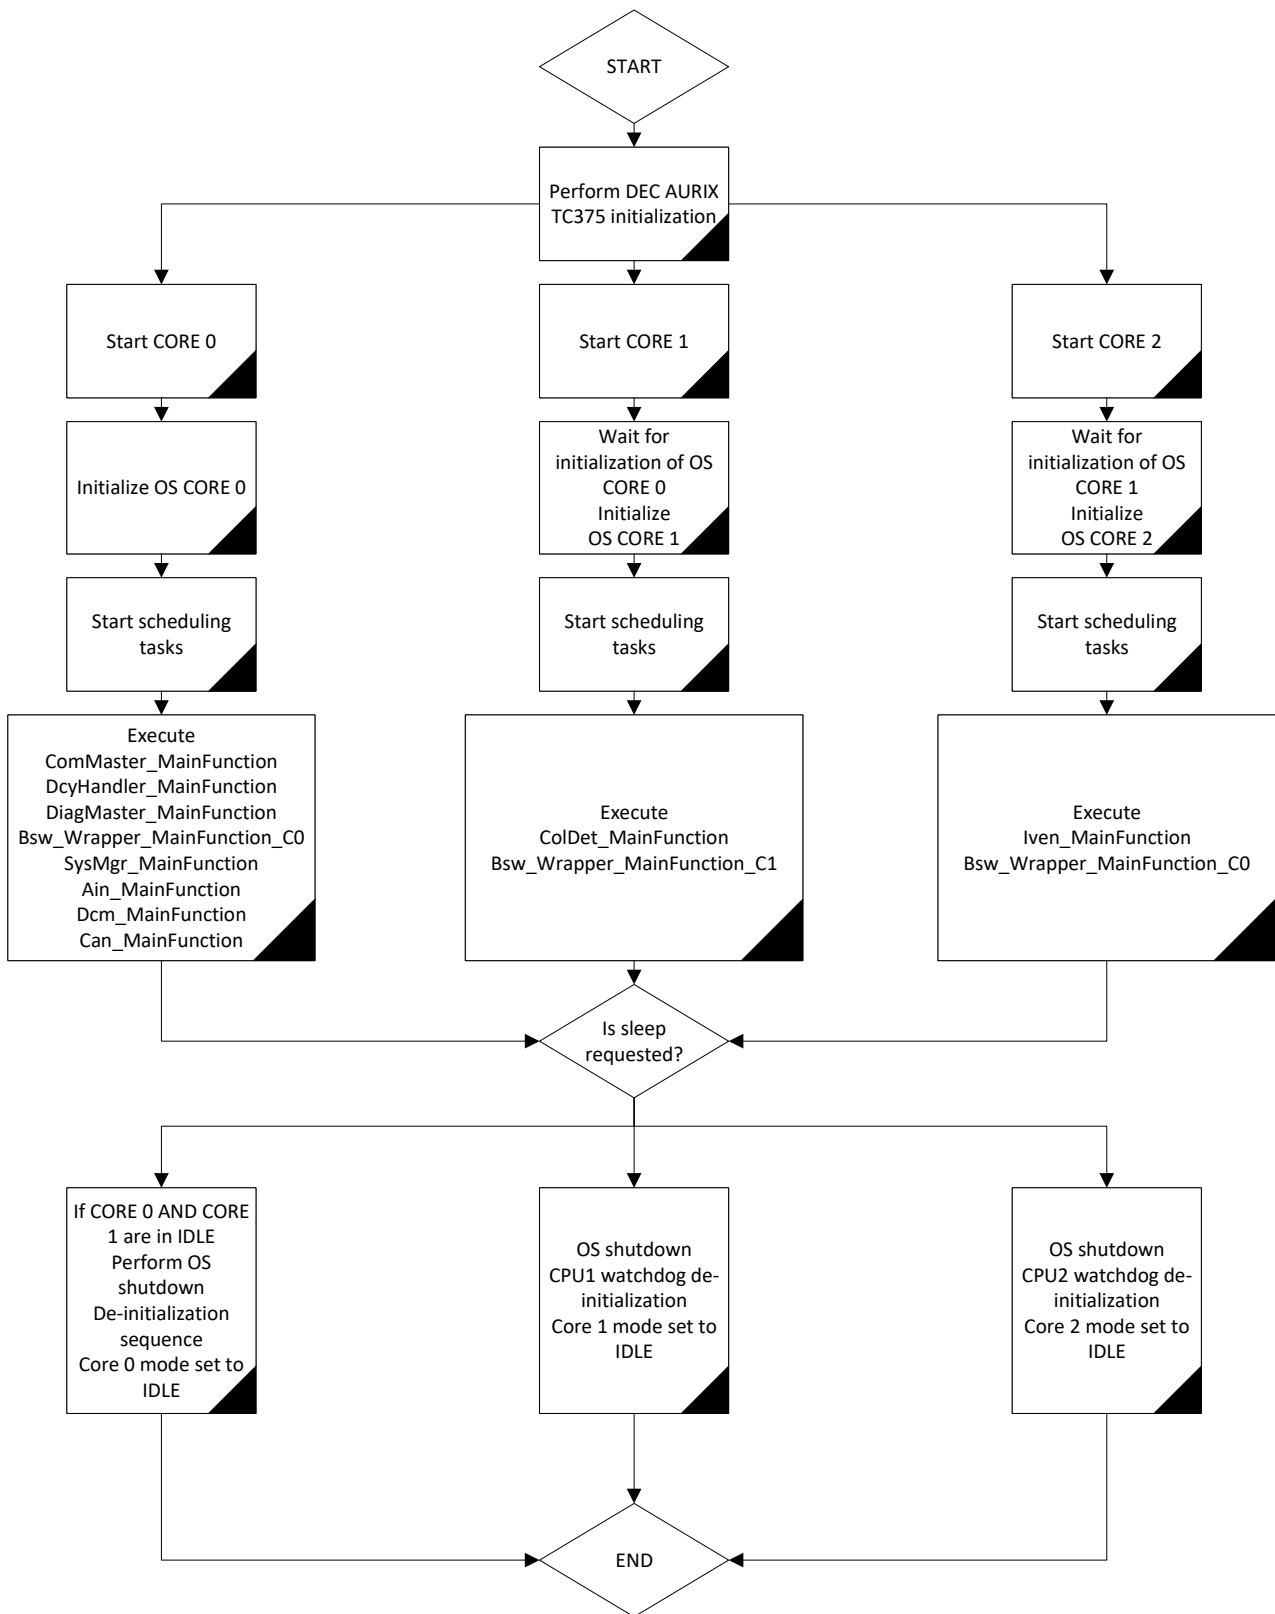 START
Perform DEC AURIX
TC375 initialization
Start CORE 0
Start CORE 1
Start CORE 2
Initialize OS CORE 0
Wait for
initialization of OS
CORE 0
Initialize
OS CORE 1
Wait for
initialization of OS
CORE 1
Initialize
OS CORE 2
Start scheduling
tasks
Start scheduling
tasks
Start scheduling
tasks
Execute
ComMaster_MainFunction
DcyHandler_MainFunction
DiagMaster_MainFunction
Bsw_Wrapper_MainFunction_C0
SysMgr_MainFunction
Ain_MainFunction
Dcm_MainFunction
Can_MainFunction
Execute
ColDet_MainFunction
Bsw_Wrapper_MainFunction_C1
Execute
Iven_MainFunction
Bsw_Wrapper_MainFunction_C0
Is sleep
requested?
If CORE 0 AND CORE
1 are in IDLE
Perform OS
shutdown
De-initialization
sequence
Core 0 mode set to
IDLE
OS shutdown
CPU1 watchdog de-
initialization
Core 1 mode set to
IDLE
OS shutdown
CPU2 watchdog de-
initialization
Core 2 mode set to
IDLE
END